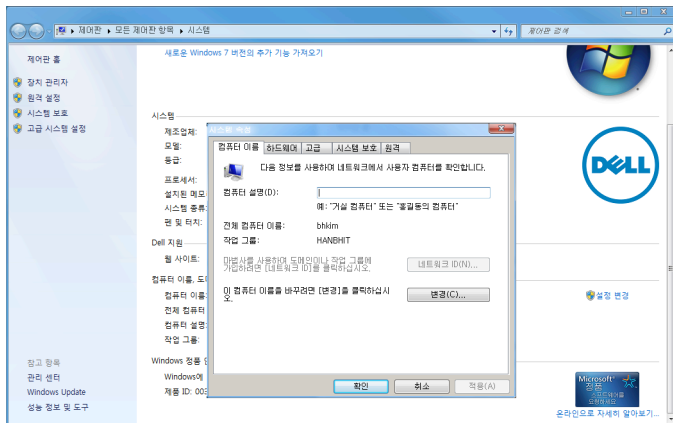 제어판 ▸ 모든 제어판 항목 ▸ 시스템
제어판 검색
제어판 홈
장치 관리자
원격 설정
시스템 보호
고급 시스템 설정
참고 항목
관리 센터
Windows Update
성능 정보 및 도구
새로운 Windows 7 버전의 추가 기능 가져오기
시스템
제조업체:
모델:
등급:
프로세서:
설치된 메모
시스템 종류:
펜 및 터치:
Dell 지원
웹 사이트:
컴퓨터 이름, 도
컴퓨터 이름:
전체 컴퓨터
컴퓨터 설명:
작업 그룹:
Windows 정품
Windows에
제품 ID: 00
시스템 속성
컴퓨터 이름 하드웨어 고급 시스템 보호 원격
다음 정보를 사용하여 네트워크에서 사용자 컴퓨터를 확인합니다.
컴퓨터 설명(D):
예: "거실 컴퓨터" 또는 "홍길동의 컴퓨터"
전체 컴퓨터 이름: bhkim
작업 그룹: HANBHIT
마법사를 사용하여 도메인이나 작업 그룹에
가입하려면 [네트워크 ID]를 클릭하십시오.
네트워크 ID(N)...
이 컴퓨터 이름을 바꾸려면 [변경]을 클릭하십시
오.
변경(C)...
확인 취소 적용(A)
DELL
설정 변경
Microsoft®
정품
소프트웨어를
요청하세요
온라인으로 자세히 알아보기...